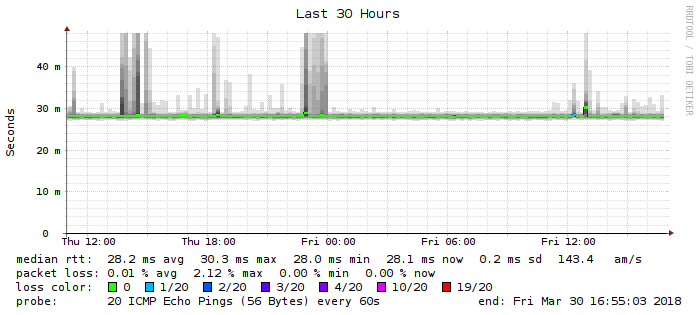 Last 30 Hours
RRDTOOL / TOBI OETIKER
Seconds
40 m
30 m
20 m
10 m
0
Thu 12:00 Thu 18:00 Fri 00:00 Fri 06:00 Fri 12:00
median rtt: 28.2 ms avg 30.3 ms max 28.0 ms min 28.1 ms now 0.2 ms sd 143.4 am/s
packet loss: 0.01 % avg 2.12 % max 0.00 % min 0.00 % now
loss color: 0 1/20 2/20 3/20 4/20 10/20 19/20
probe: 20 ICMP Echo Pings (56 Bytes) every 60s end: Fri Mar 30 16:55:03 2018